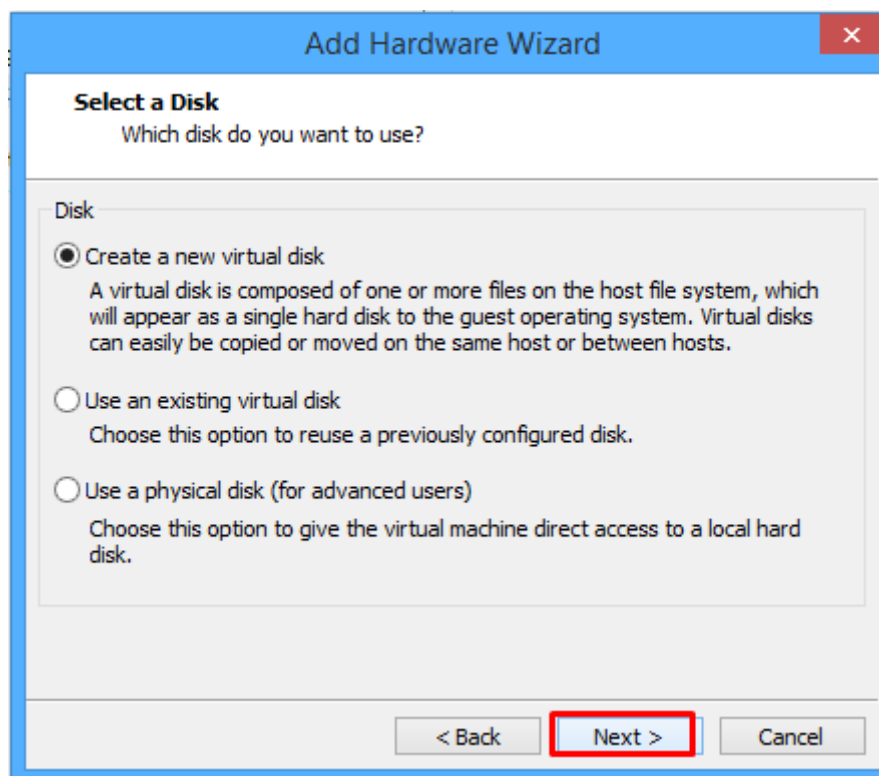 Add Hardware Wizard
Select a Disk
Which disk do you want to use?
Disk
Create a new virtual disk
A virtual disk is composed of one or more files on the host file system, which
will appear as a single hard disk to the guest operating system. Virtual disks
can easily be copied or moved on the same host or between hosts.
Use an existing virtual disk
Choose this option to reuse a previously configured disk.
Use a physical disk (for advanced users)
Choose this option to give the virtual machine direct access to a local hard
disk.
< Back Next > Cancel